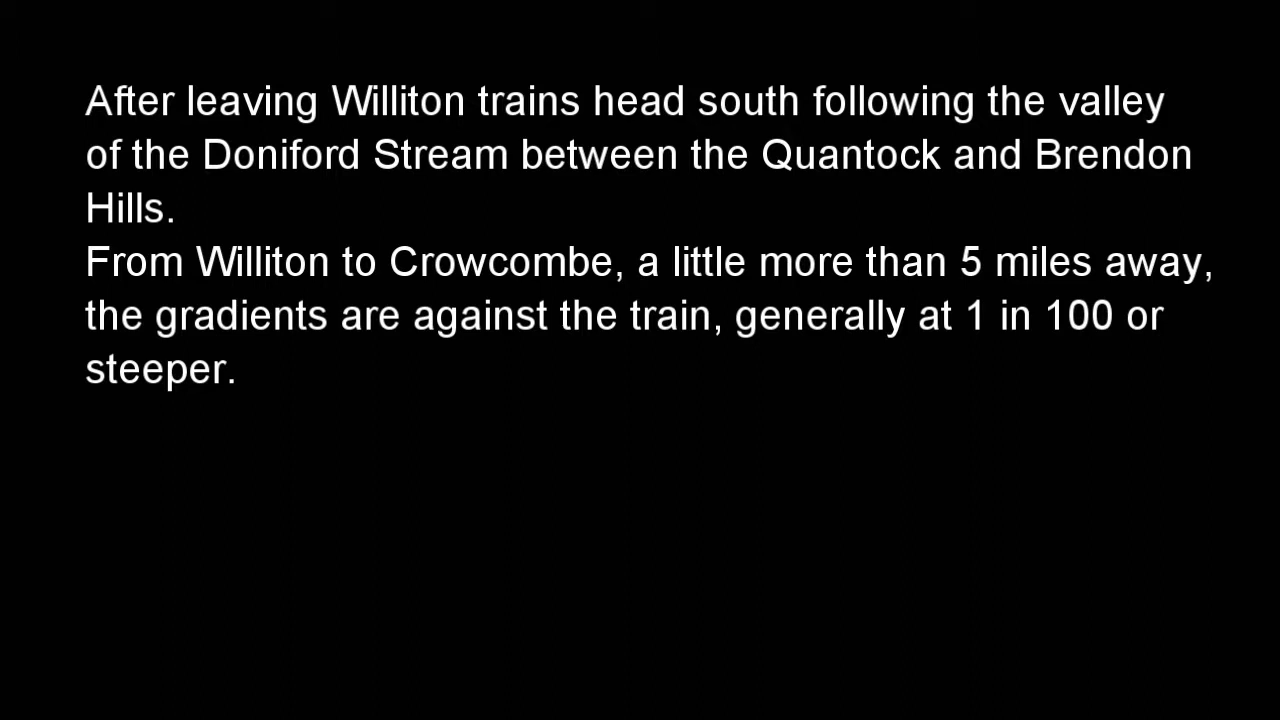 After leaving Williton trains head south following the valley
of the Doniford Stream between the Quantock and Brendon
Hills.
From Williton to Crowcombe, a little more than 5 miles away,
the gradients are against the train, generally at 1 in 100 or
steeper.